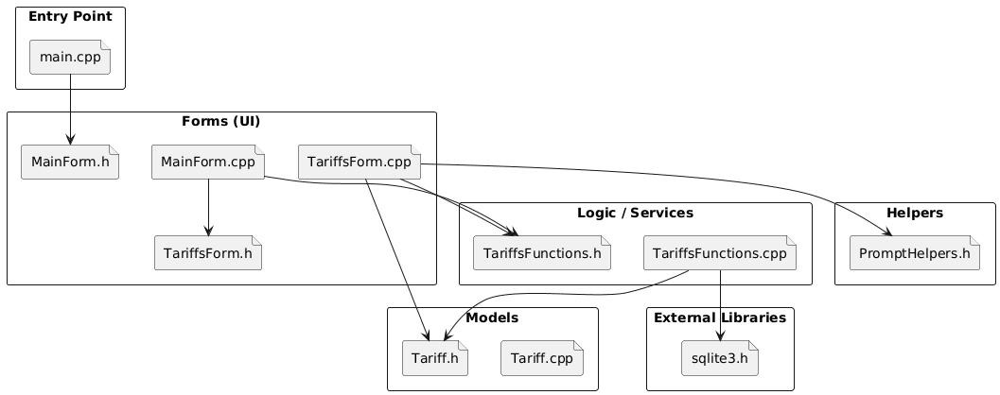 Entry Point
main.cpp
Forms (UI)
MainForm.h
MainForm.cpp
TariffsForm.cpp
TariffsForm.h
Logic / Services
TariffsFunctions.h
TariffsFunctions.cpp
Helpers
PromptHelpers.h
Models
Tariff.h
Tariff.cpp
External Libraries
sqlite3.h